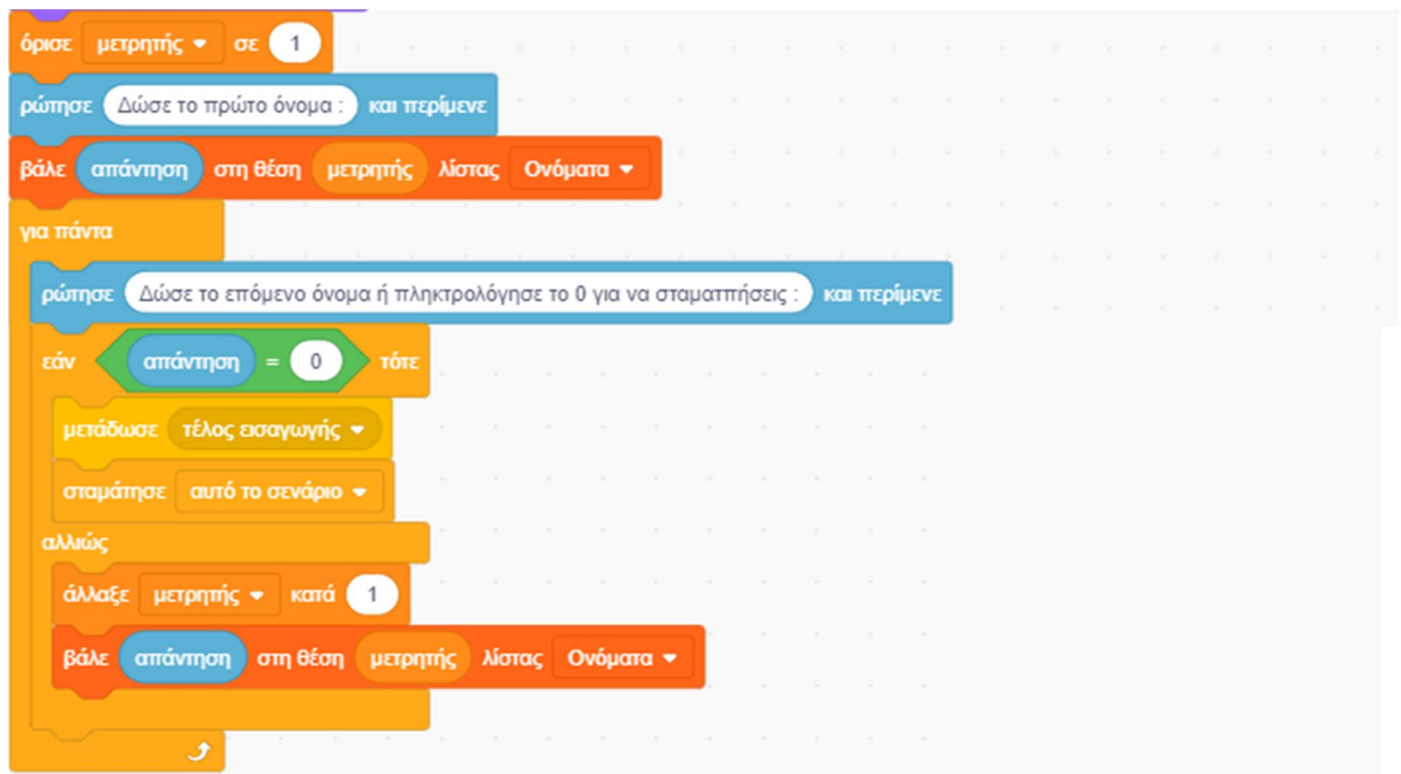 όρισε μετρητής σε 1
ρώτησε Δώσε το πρώτο όνομα : και περίμενε
βάλε απάντηση στη θέση μετρητής λίστας Ονόματα
για πάντα
ρώτησε Δώσε το επόμενο όνομα ή πληκτρολόγησε το 0 για να σταματπήσεις : και περίμενε
εάν απάντηση = 0 τότε
μετάδωσε τέλος εισαγωγής
σταμάτησε αυτό το σενάριο
αλλιώς
άλλαξε μετρητής κατά 1
βάλε απάντηση στη θέση μετρητής λίστας Ονόματα